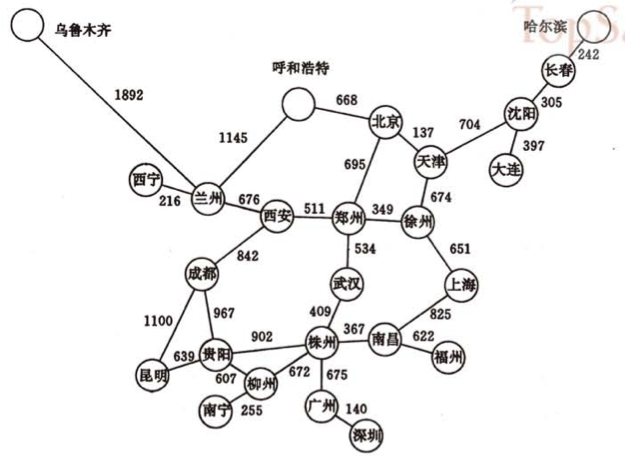 TopSa
乌鲁木齐
哈尔滨
242
长春
呼和浩特
1892
668
305
沈阳
北京
137
704
1145
397
天津
695
大连
西宁
兰州
216
676
674
西安
511
郑州
349
徐州
534
651
842
成都
武汉
上海
1100
967
409
825
902
367
株州
南昌
622
639
贵阳
福州
昆明
607
672
675
柳州
南宁
255
广州
140
深圳